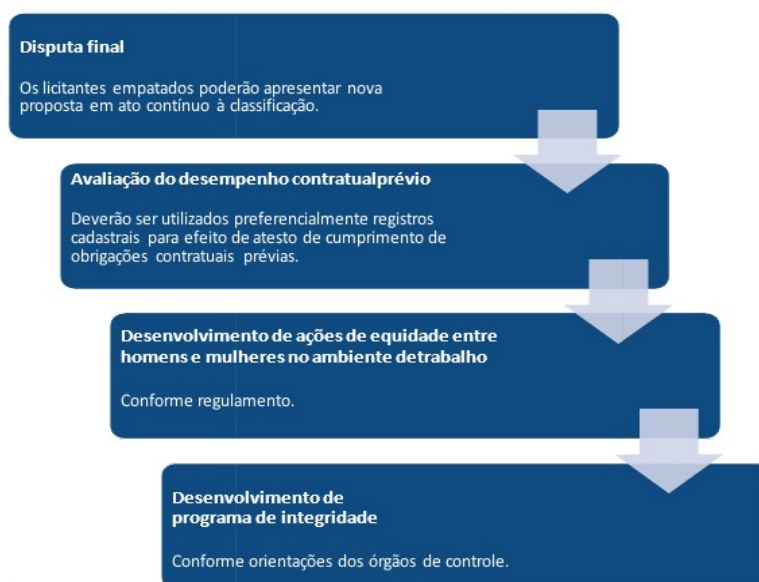 Disputa final
Os licitantes empatados poderão apresentar nova
proposta em ato contínuo à classificação.
Avaliação do desempenho contratualprévio
Deverão ser utilizados preferencialmente registros
cadastrais para efeito de atesto de cumprimento de
obrigações contratuais prévias.
Desenvolvimento de ações de equidade entre
homens e mulheres no ambiente detrabalho
Conforme regulamento.
Desenvolvimento de
programa de integridade
Conforme orientações dos órgãos de controle.